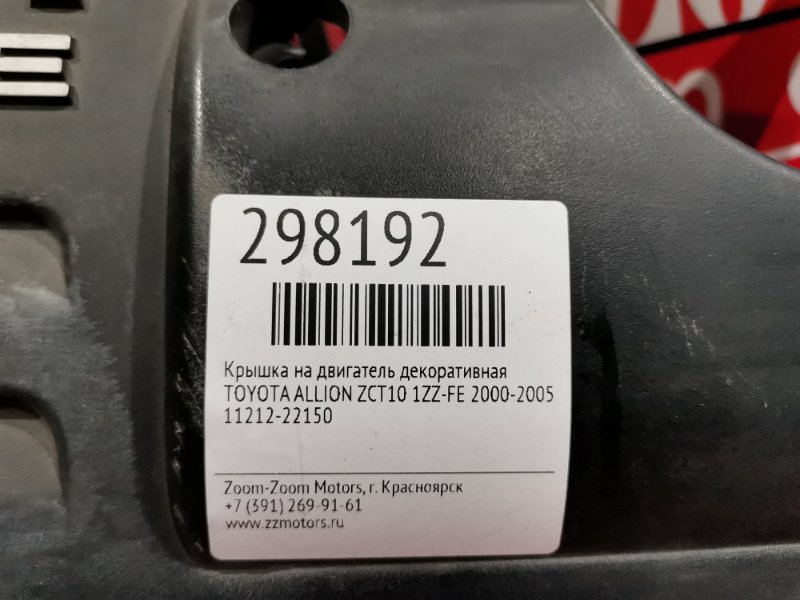 298192
Крышка на двигатель декоративная
TOYOTA ALLION ZCT10 1ZZ-FE 2000-2005
11212-22150
Zoom-Zoom Motors, г. Красноярск
+7 (391) 269-91-61
www.zzmotors.ru